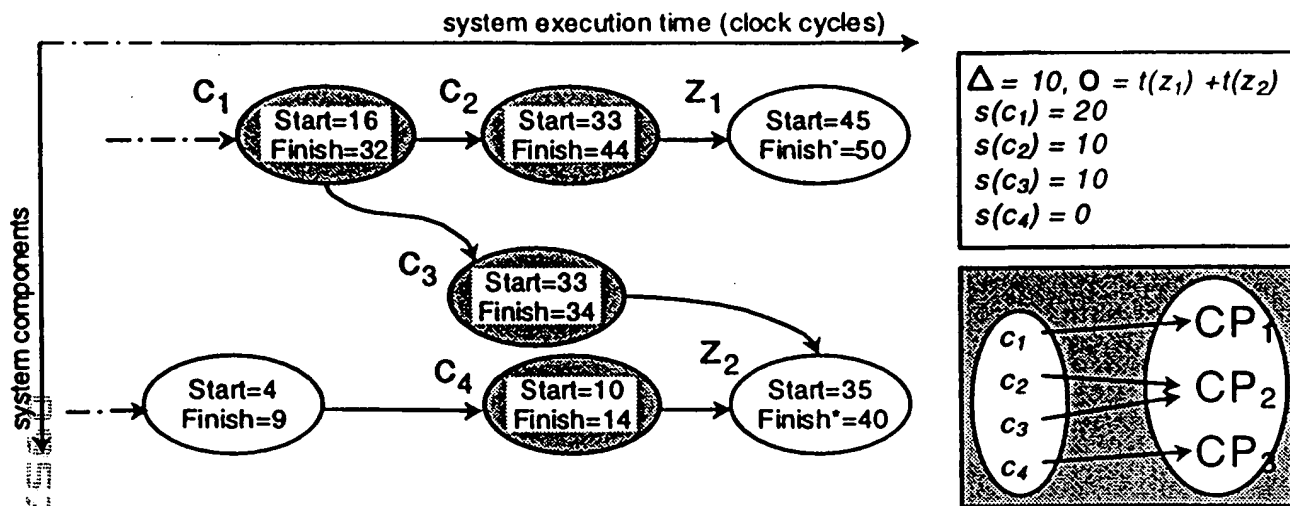 system execution time (clock cycles)
system components
C1
Start=16
Finish=32
C2
Start=33
Finish=44
Z1
Start=45
Finish*=50
C3
Start=33
Finish=34
Start=4
Finish=9
C4
Start=10
Finish=14
Z2
Start=35
Finish*=40
Δ = 10, O = t(z1) +t(z2)
s(c1) = 20
s(c2) = 10
s(c3) = 10
s(c4) = 0
c1
c2
c3
c4
CP1
CP2
CP3